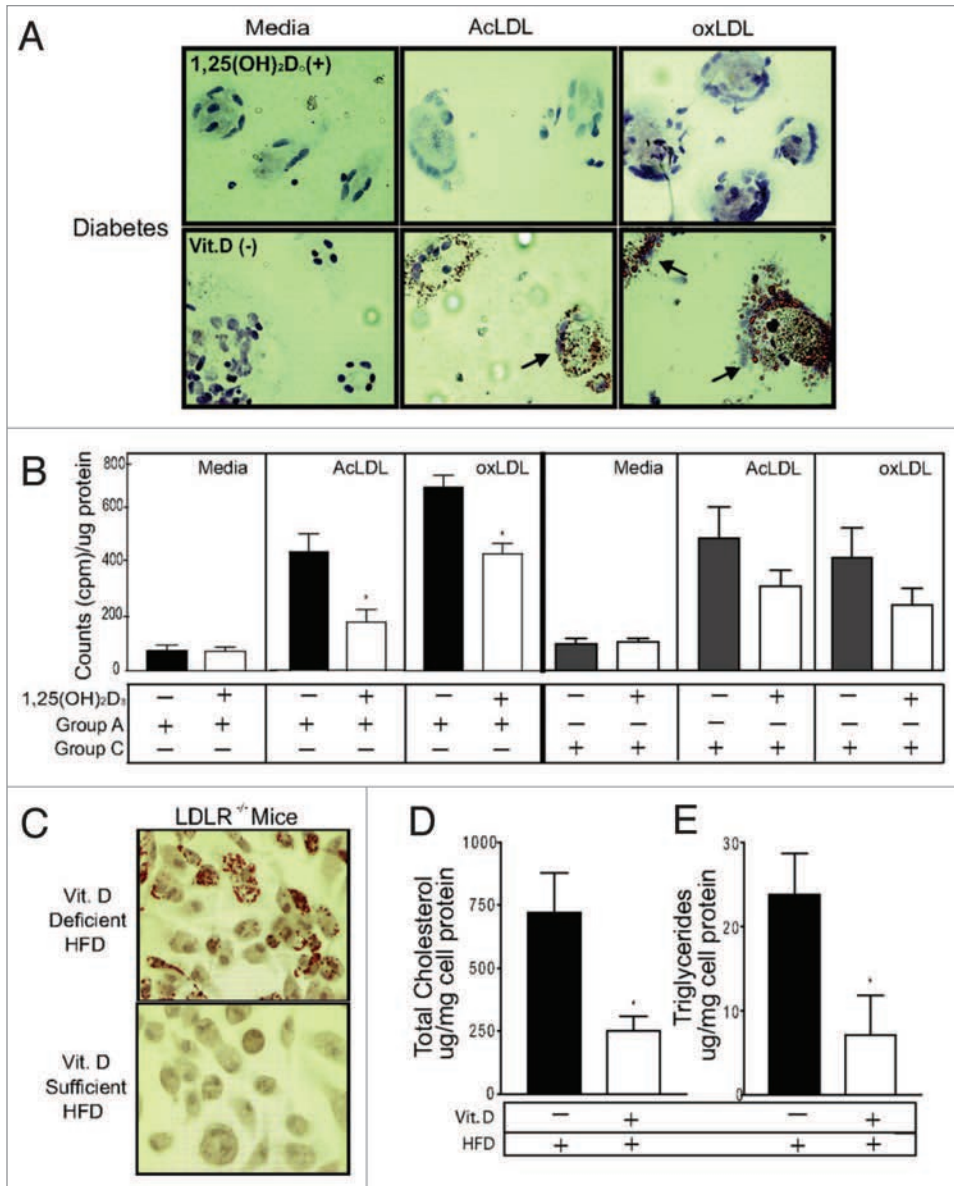 A
Media AcLDL oxLDL
1,25(OH)₂D₃(+)
Diabetes
Vit.D (-)
B
Counts (cpm)/ug protein
800
600
400
200
0
Media AcLDL oxLDL Media AcLDL oxLDL
* *
1,25(OH)₂D₃ – + – + – + – + – + – +
Group A + + + + + + – – – – – –
Group C – – – – – – + + + + + +
C
LDLR⁻/⁻ Mice
Vit. D
Deficient
HFD
Vit. D
Sufficient
HFD
D
Total Cholesterol
ug/mg cell protein
1000
750
500
250
0
*
E
Triglycerides
ug/mg cell protein
30
20
10
0
*
Vit. D – + – +
HFD + + + +